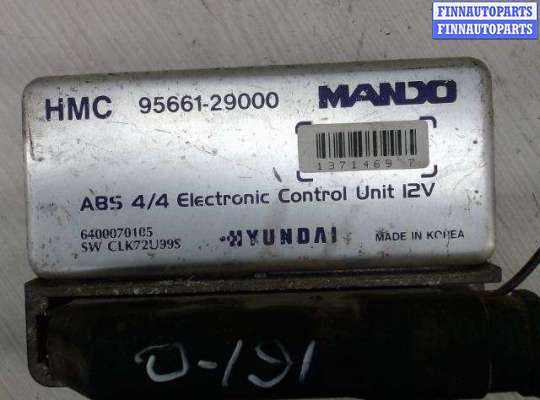 FINNAUTOPARTS
FINNAUTOPARTS
HMC 95661-29000 MANDO
1371469 7
ABS 4/4 Electronic Control Unit 12V
6400070105
SW CLK72U99S
HYUNDAI MADE IN KOREA